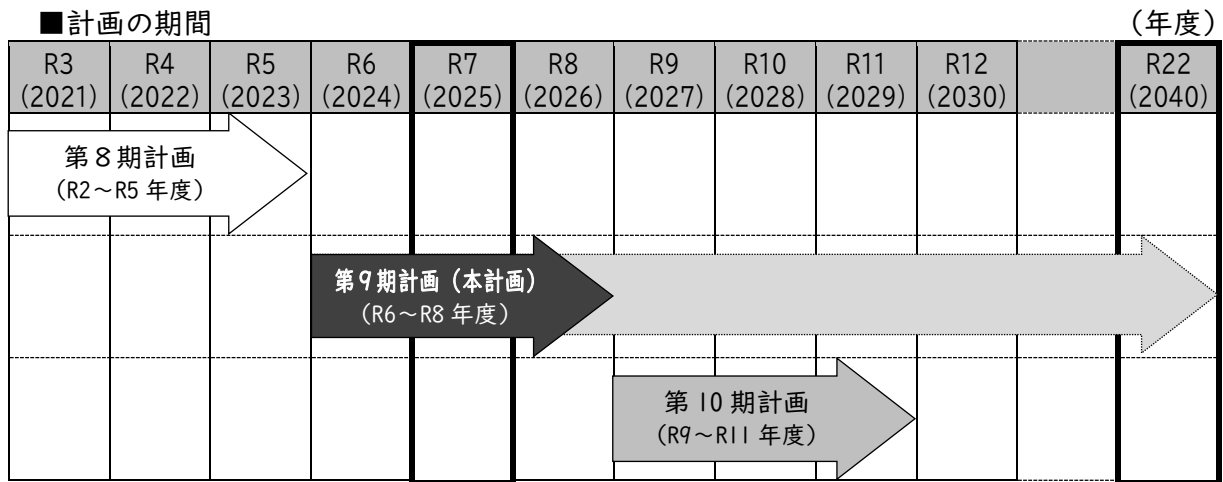 ■計画の期間 (年度)
R3 R4 R5 R6 R7 R8 R9 R10 R11 R12 R22
(2021) (2022) (2023) (2024) (2025) (2026) (2027) (2028) (2029) (2030) (2040)
第8期計画
(R2～R5 年度)
第9期計画（本計画）
(R6～R8 年度)
第10期計画
(R9～R11 年度)